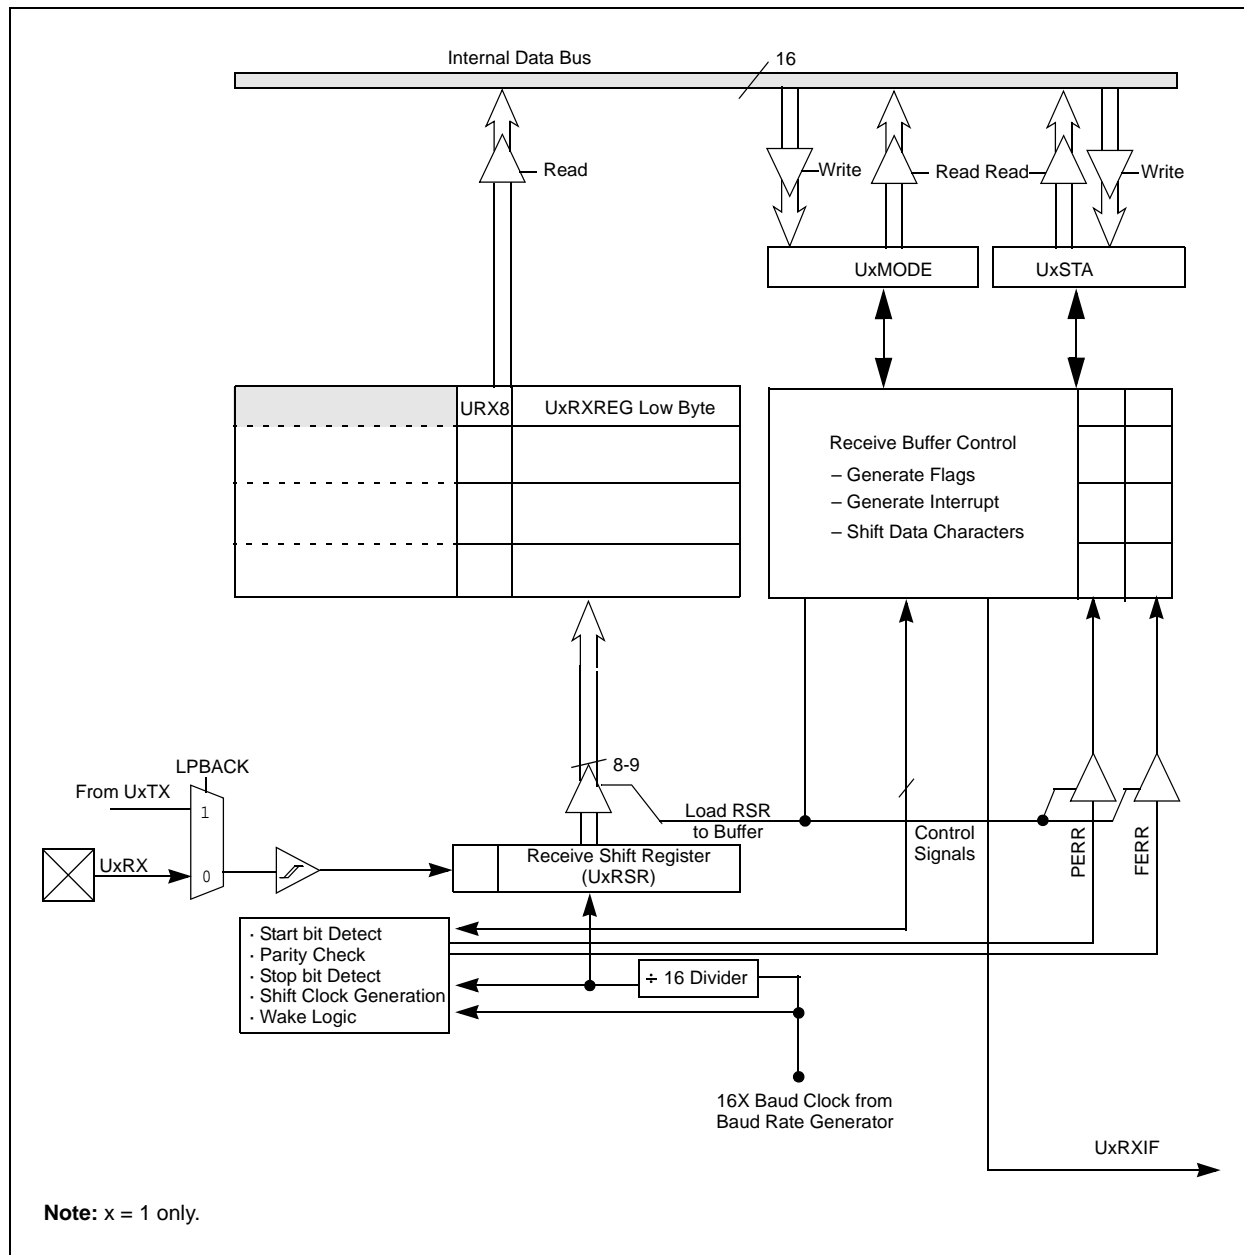 Internal Data Bus
16
Read
Write
Read Read
Write
UxMODE
UxSTA
URX8
UxRXREG Low Byte
Receive Buffer Control
– Generate Flags
– Generate Interrupt
– Shift Data Characters
LPBACK
8-9
From UxTX
1
Load RSR
to Buffer
Control
Signals
PERR
FERR
UxRX
0
Receive Shift Register
(UxRSR)
· Start bit Detect
· Parity Check
· Stop bit Detect
· Shift Clock Generation
· Wake Logic
÷ 16 Divider
16X Baud Clock from
Baud Rate Generator
UxRXIF
Note: x = 1 only.